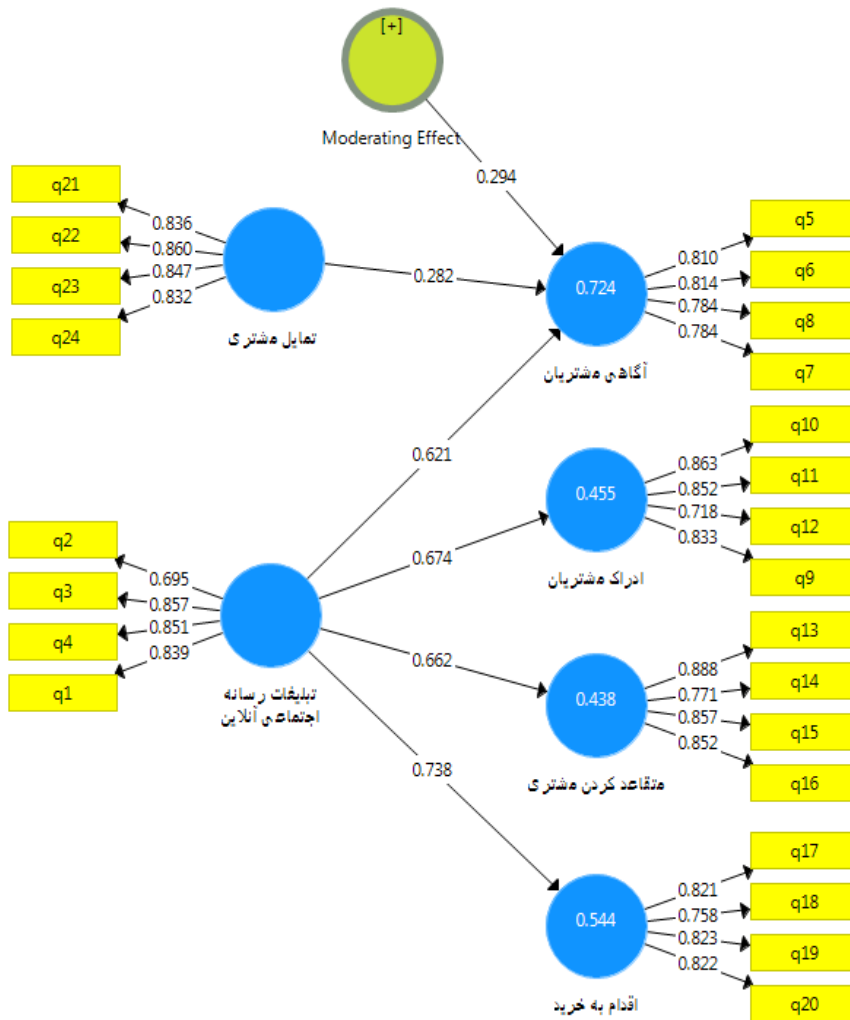 [+]
Moderating Effect
0.294
q21
q22
q23
q24
0.836
0.860
0.847
0.832
تمایل مشتری
0.282
0.724
آگاهی مشتریان
0.810
0.814
0.784
0.784
q5
q6
q8
q7
0.621
0.455
ادراک مشتریان
0.863
0.852
0.718
0.833
q10
q11
q12
q9
0.674
q2
q3
q4
q1
0.695
0.857
0.851
0.839
تبلیغات رسانه
اجتماعی آنلاین
0.662
0.438
متقاعد کردن مشتری
0.888
0.771
0.857
0.852
q13
q14
q15
q16
0.738
0.544
اقدام به خرید
0.821
0.758
0.823
0.822
q17
q18
q19
q20